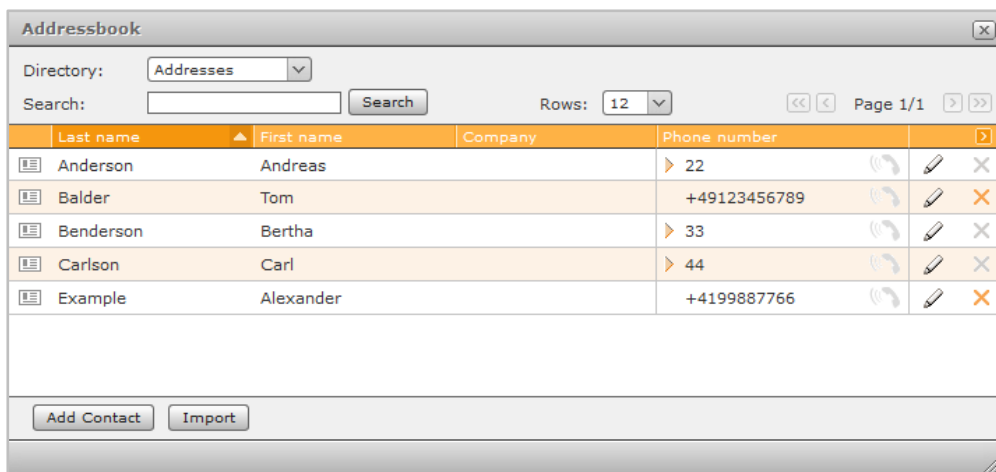 Addressbook
Directory: Addresses
Search: Search Rows: 12 Page 1/1
Last name First name Company Phone number
Anderson Andreas 22
Balder Tom +49123456789
Benderson Bertha 33
Carlson Carl 44
Example Alexander +4199887766
Add Contact Import